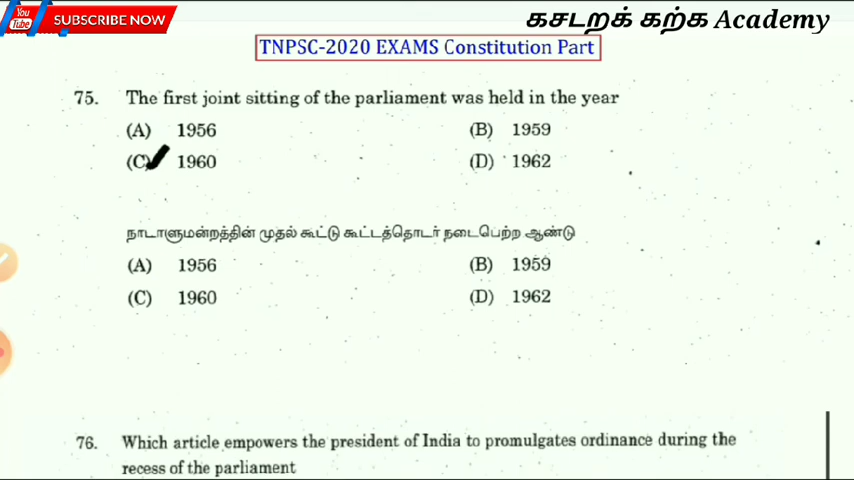 You
Tube
SUBSCRIBE NOW
கசடறக் கற்க Academy
TNPSC-2020 EXAMS Constitution Part
75. The first joint sitting of the parliament was held in the year
(A) 1956 (B) 1959
(C) 1960 (D) 1962
நாடாளுமன்றத்தின் முதல் கூட்டு கூட்டத்தொடர் நடைபெற்ற ஆண்டு
(A) 1956 (B) 1959
(C) 1960 (D) 1962
76. Which article empowers the president of India to promulgates ordinance during the
recess of the parliament